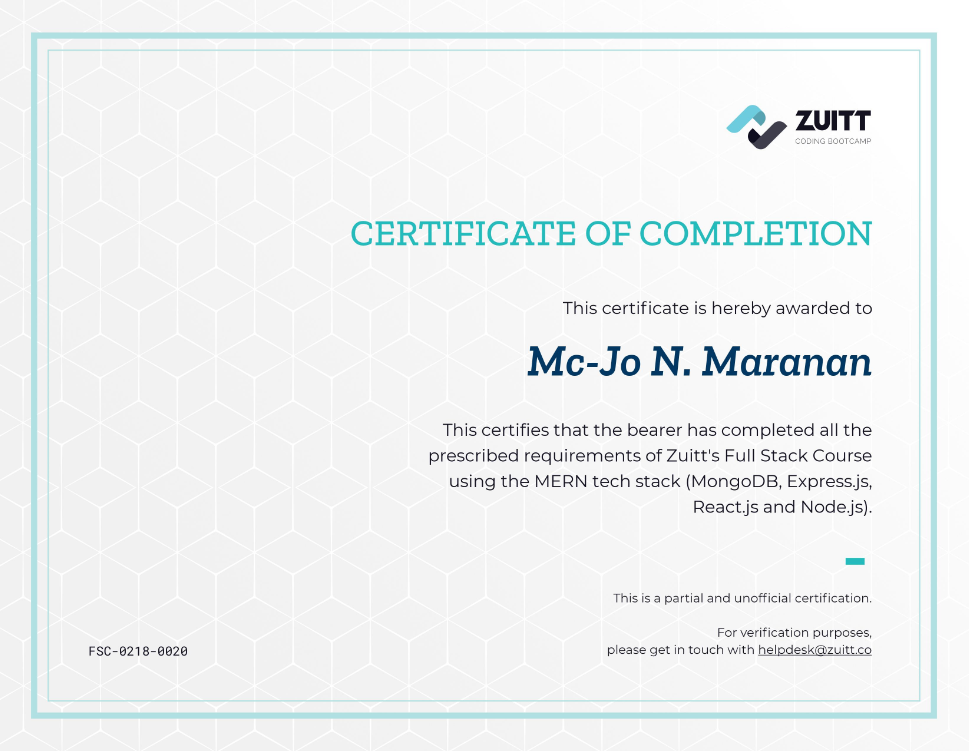 ZUITT
CODING BOOTCAMP
CERTIFICATE OF COMPLETION
This certificate is hereby awarded to
Mc-Jo N. Maranan
This certifies that the bearer has completed all the
prescribed requirements of Zuitt's Full Stack Course
using the MERN tech stack (MongoDB, Express.js,
React.js and Node.js).
This is a partial and unofficial certification.
For verification purposes,
please get in touch with helpdesk@zuitt.co
FSC-0218-0020